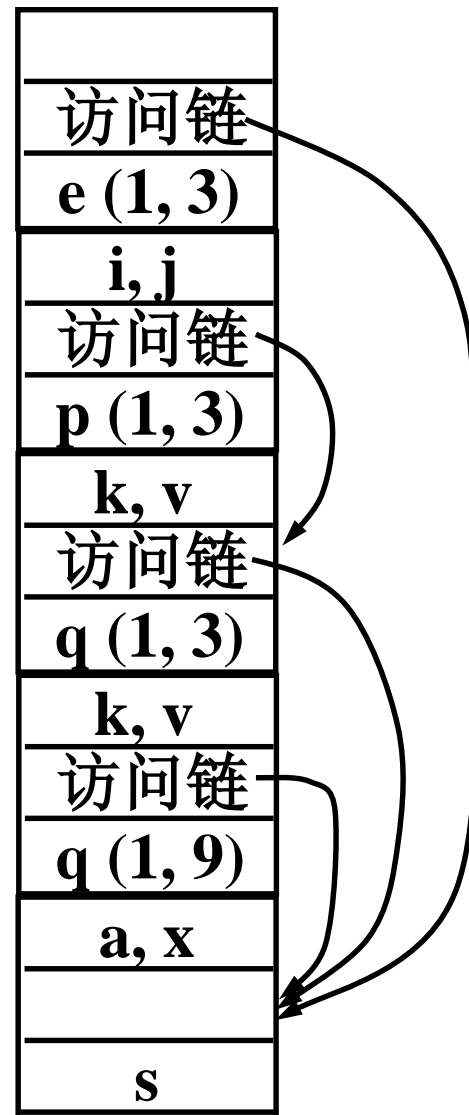 访问链
e (1, 3)
i, j
访问链
p (1, 3)
k, v
访问链
q (1, 3)
k, v
访问链
q (1, 9)
a, x
s